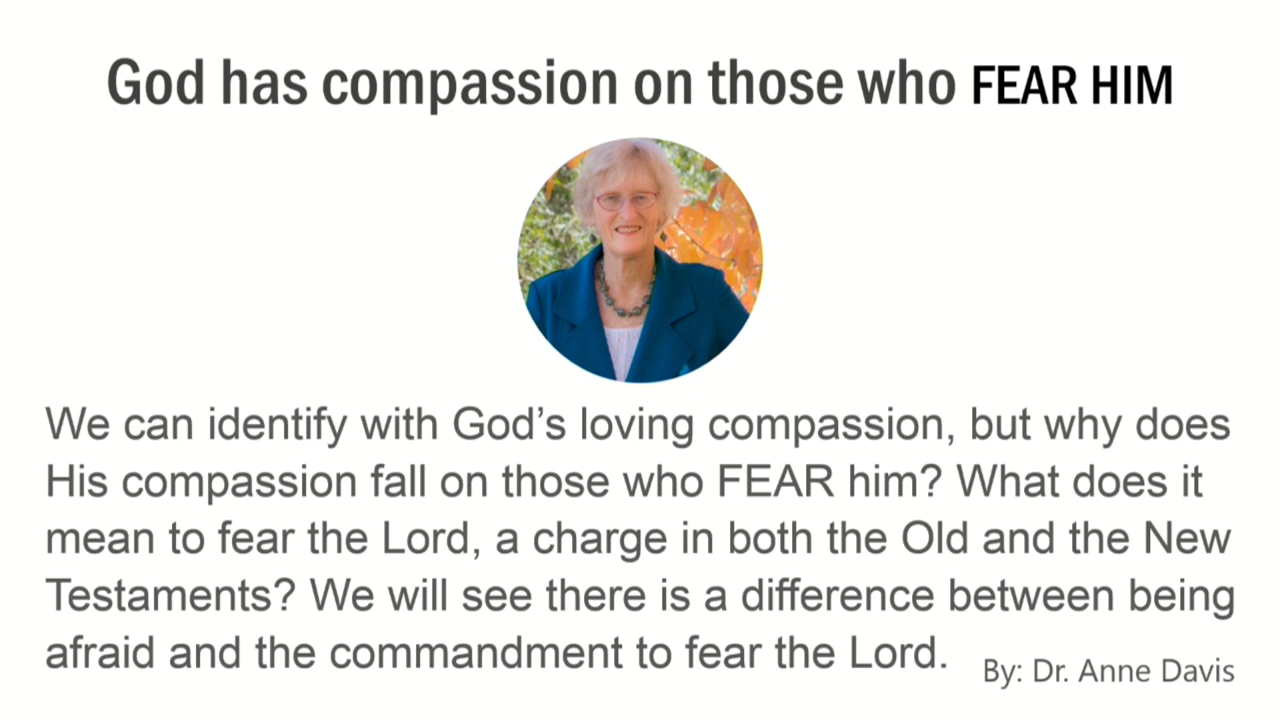 God has compassion on those who FEAR HIM
We can identify with God’s loving compassion, but why does
His compassion fall on those who FEAR him? What does it
mean to fear the Lord, a charge in both the Old and the New
Testaments? We will see there is a difference between being
afraid and the commandment to fear the Lord.
By: Dr. Anne Davis